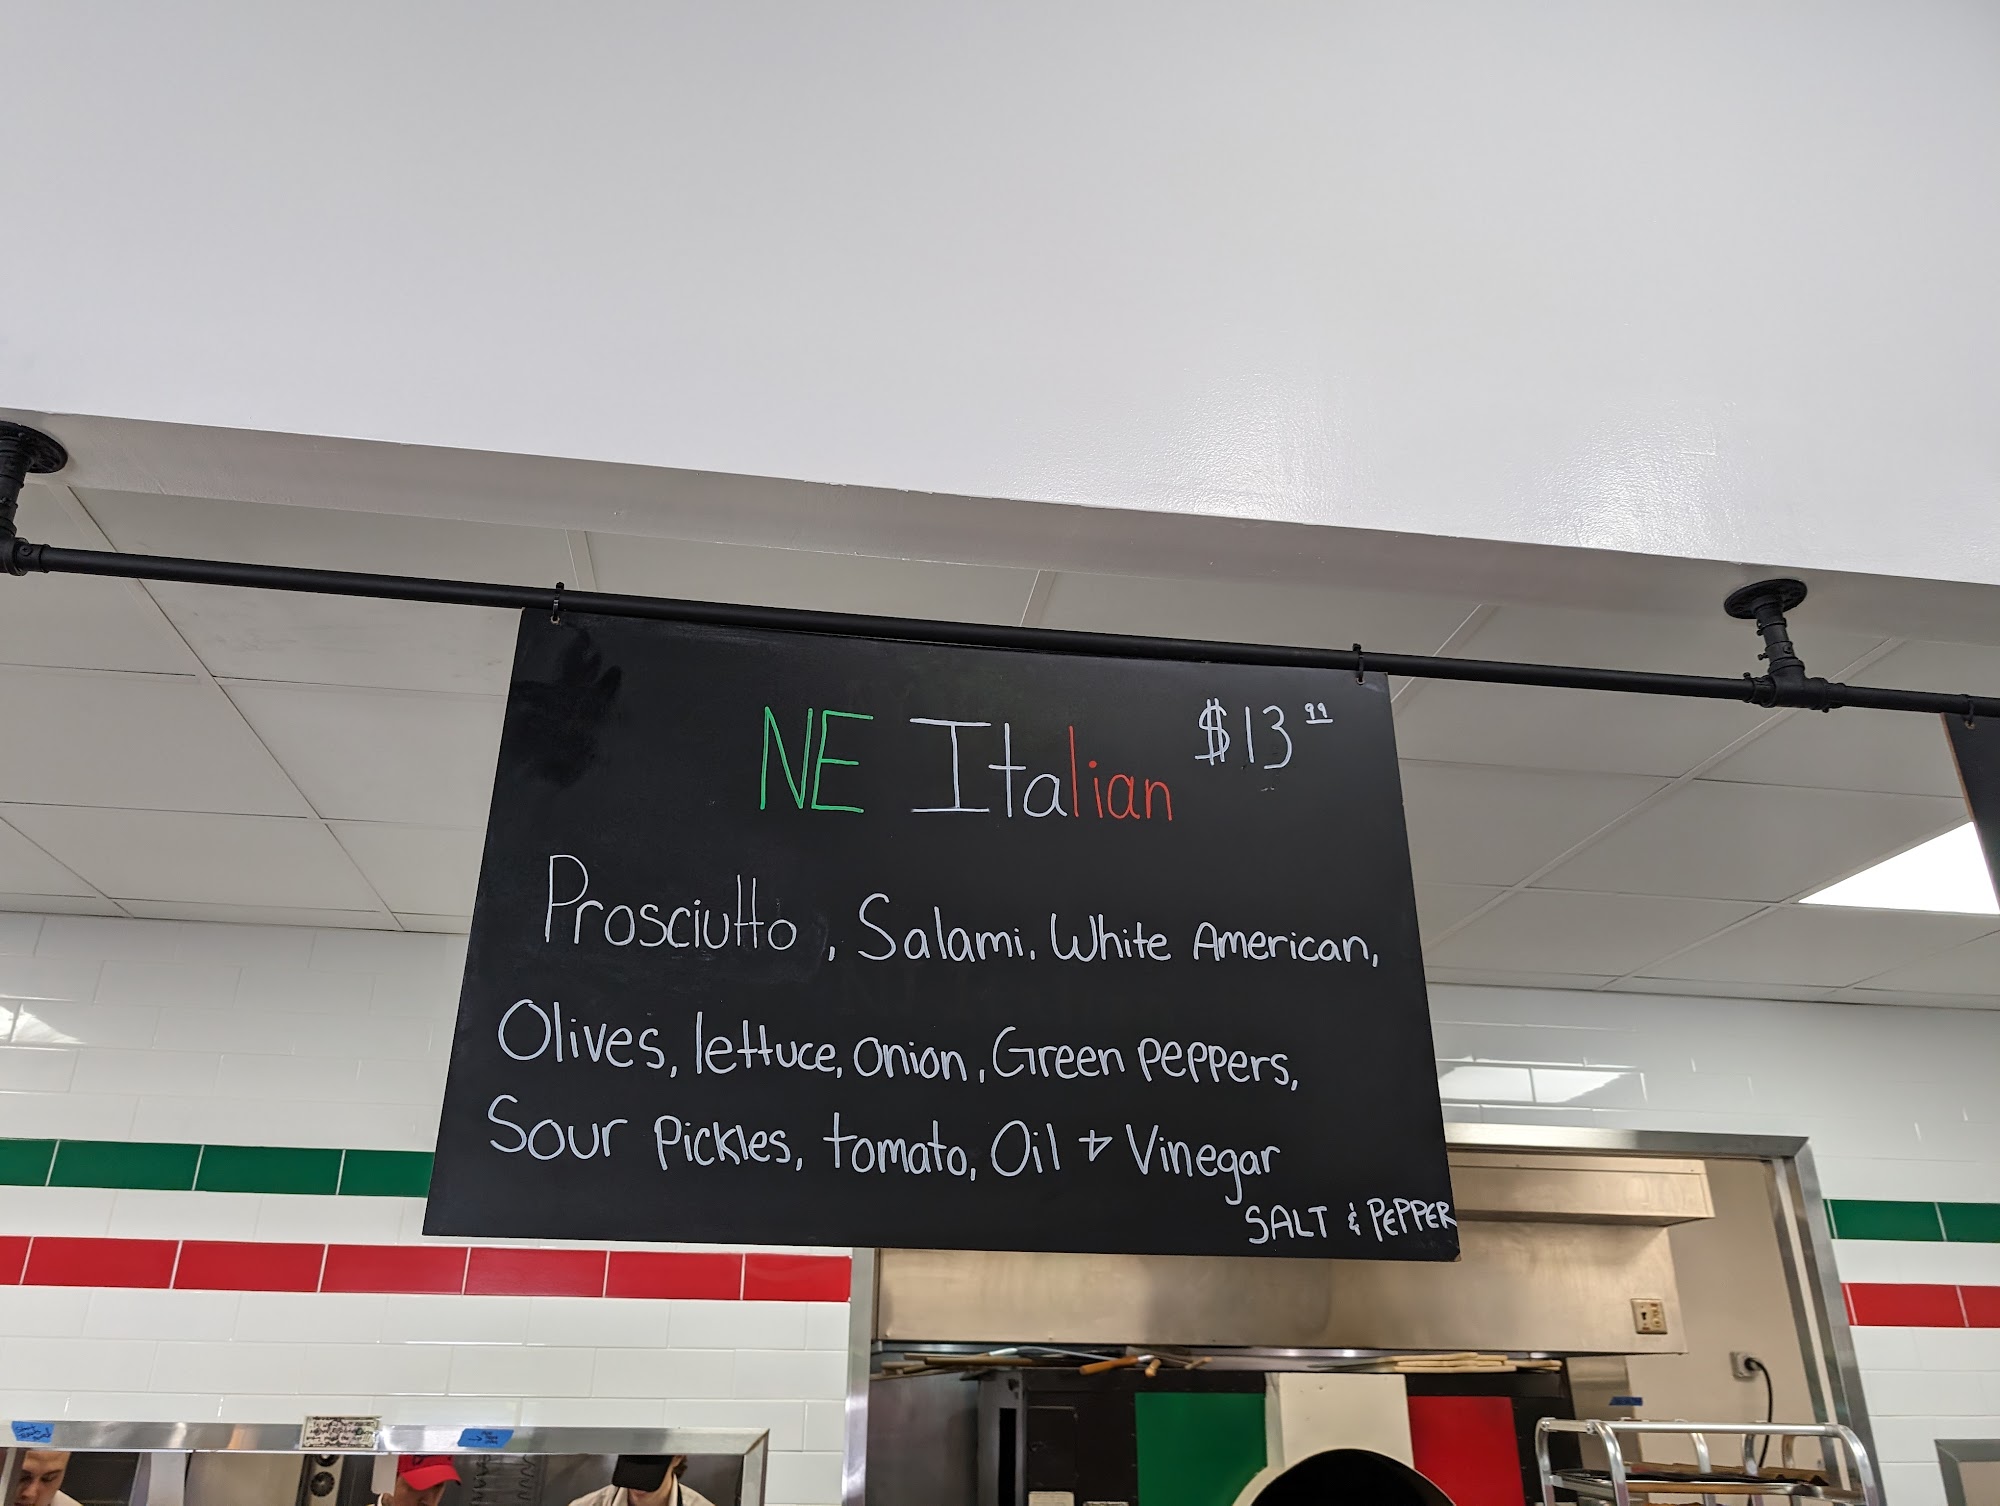 NE Italian $13.99
Prosciutto, Salami, White American,
Olives, lettuce, onion, Green peppers,
Sour Pickles, tomato, Oil + Vinegar
SALT & PEPPER